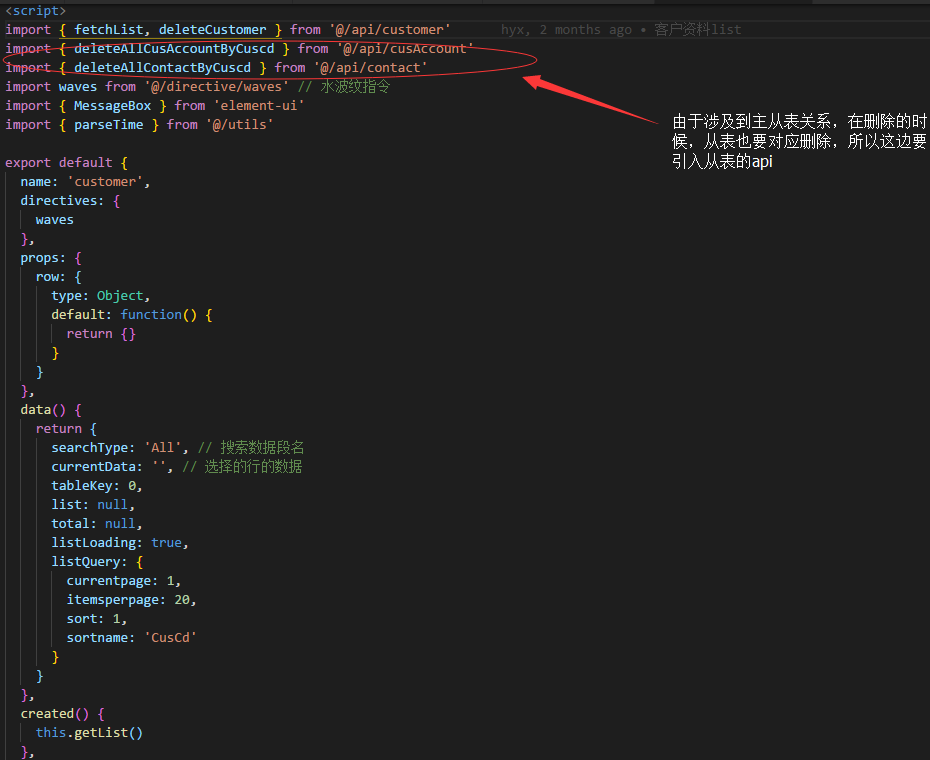 <script>
import { fetchList, deleteCustomer } from '@/api/customer' hyx, 2 months ago • 客户资料list
import { deleteAllCusAccountByCuscd } from '@/api/cusAccount'
import { deleteAllContactByCuscd } from '@/api/contact'
import waves from '@/directive/waves' // 水波纹指令
import { MessageBox } from 'element-ui'
import { parseTime } from '@/utils'
由于涉及到主从表关系，在删除的时
候，从表也要对应删除，所以这边要
引入从表的api
export default {
name: 'customer',
directives: {
waves
},
props: {
row: {
type: Object,
default: function() {
return {}
}
}
},
data() {
return {
searchType: 'All', // 搜索数据段名
currentData: '', // 选择的行的数据
tableKey: 0,
list: null,
total: null,
listLoading: true,
listQuery: {
currentpage: 1,
itemsperpage: 20,
sort: 1,
sortname: 'CusCd'
}
}
},
created() {
this.getList()
},